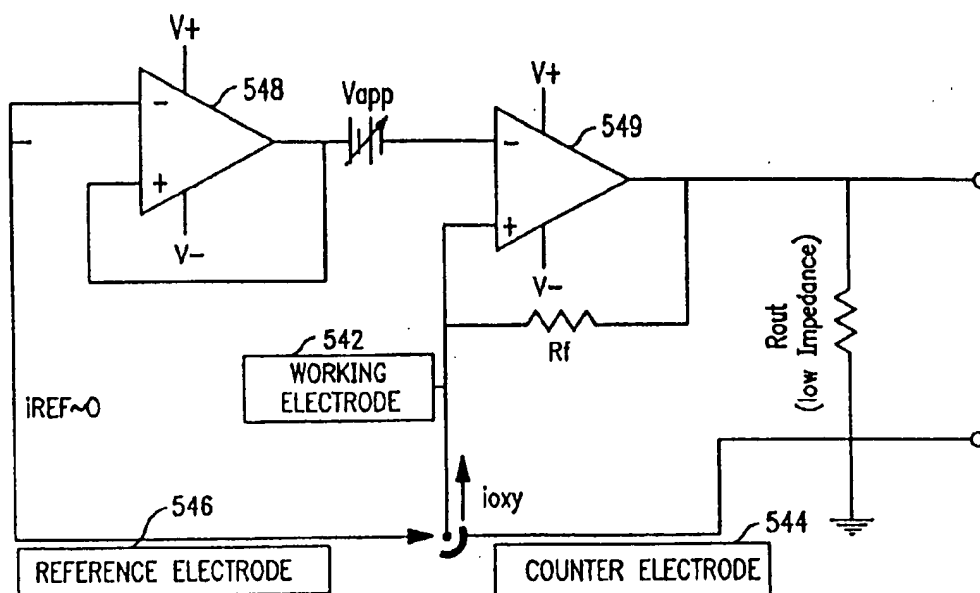 V+
548
−
+
V-
Vapp
V+
549
−
+
V-
Rf
Rout
(low Impedance)
542
WORKING
ELECTRODE
iREF~0
ioxy
546
REFERENCE ELECTRODE
544
COUNTER ELECTRODE